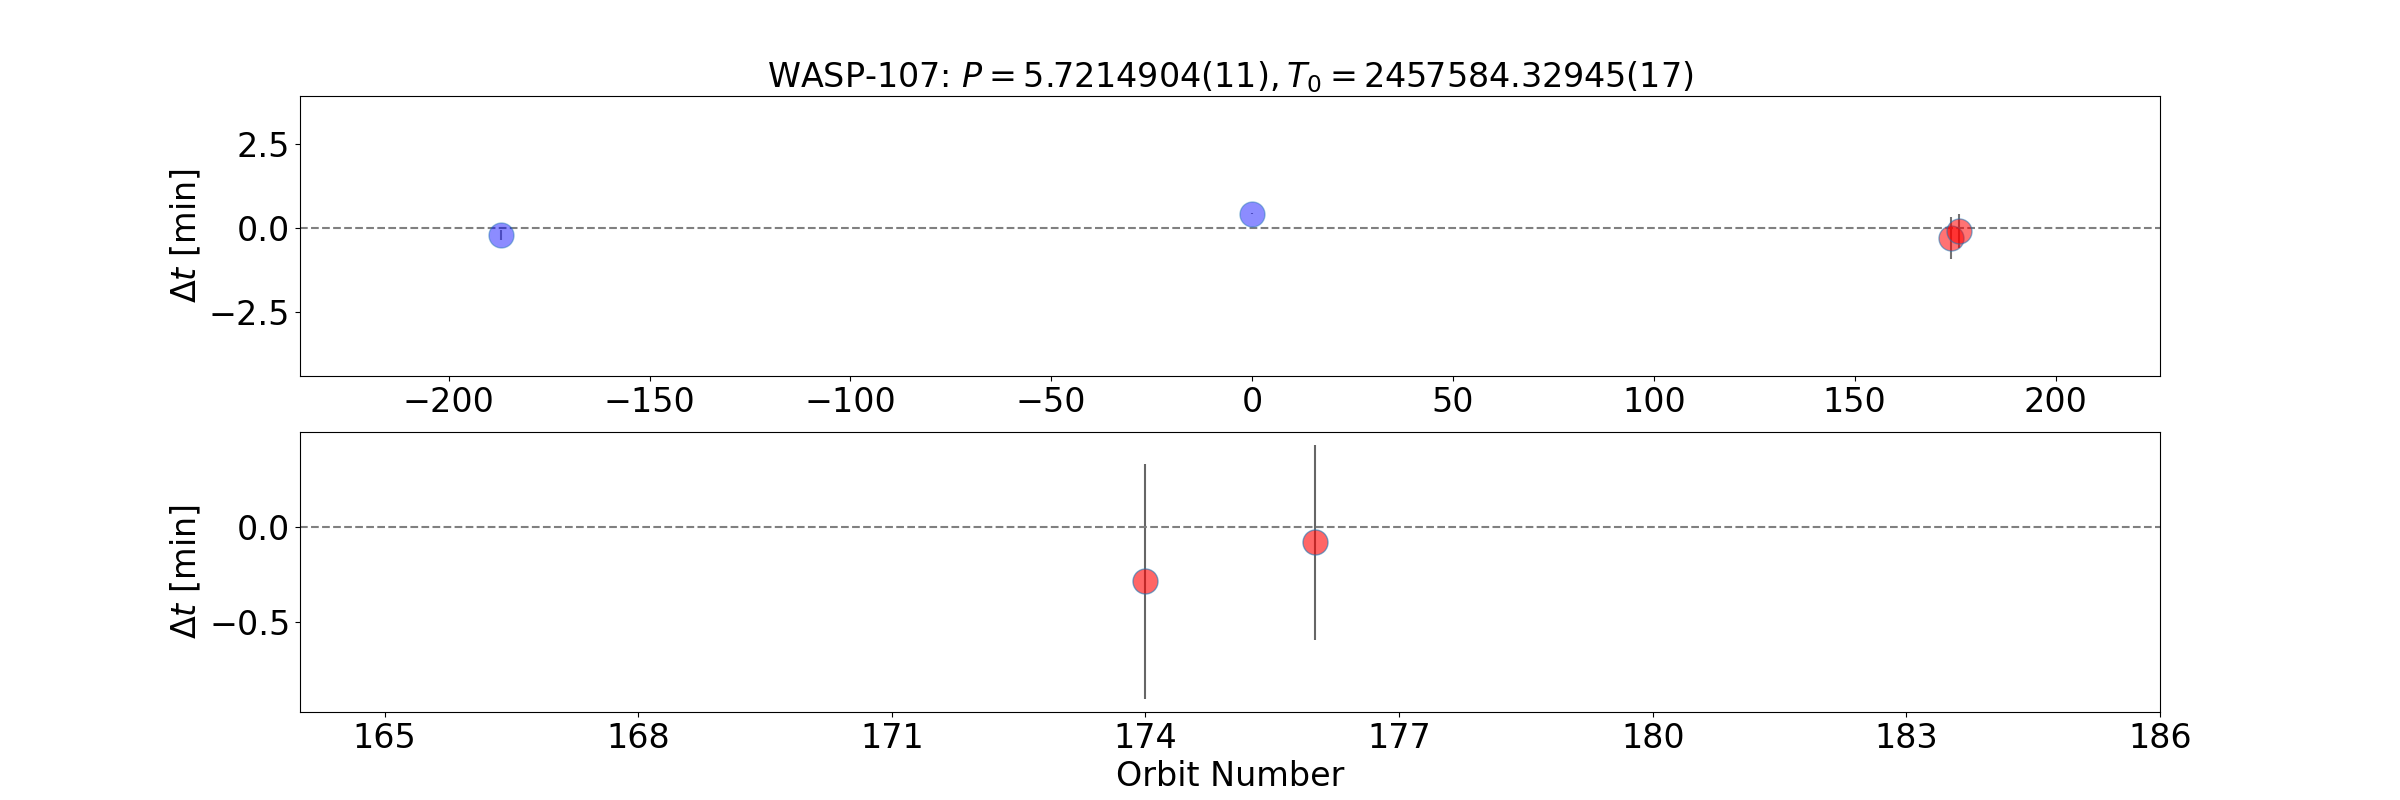 WASP-107: P = 5.7214904(11), T₀ = 2457584.32945(17)
Δt [min]
2.5
0.0
−2.5
−200 −150 −100 −50 0 50 100 150 200
Δt [min]
0.0
−0.5
165 168 171 174 177 180 183 186
Orbit Number